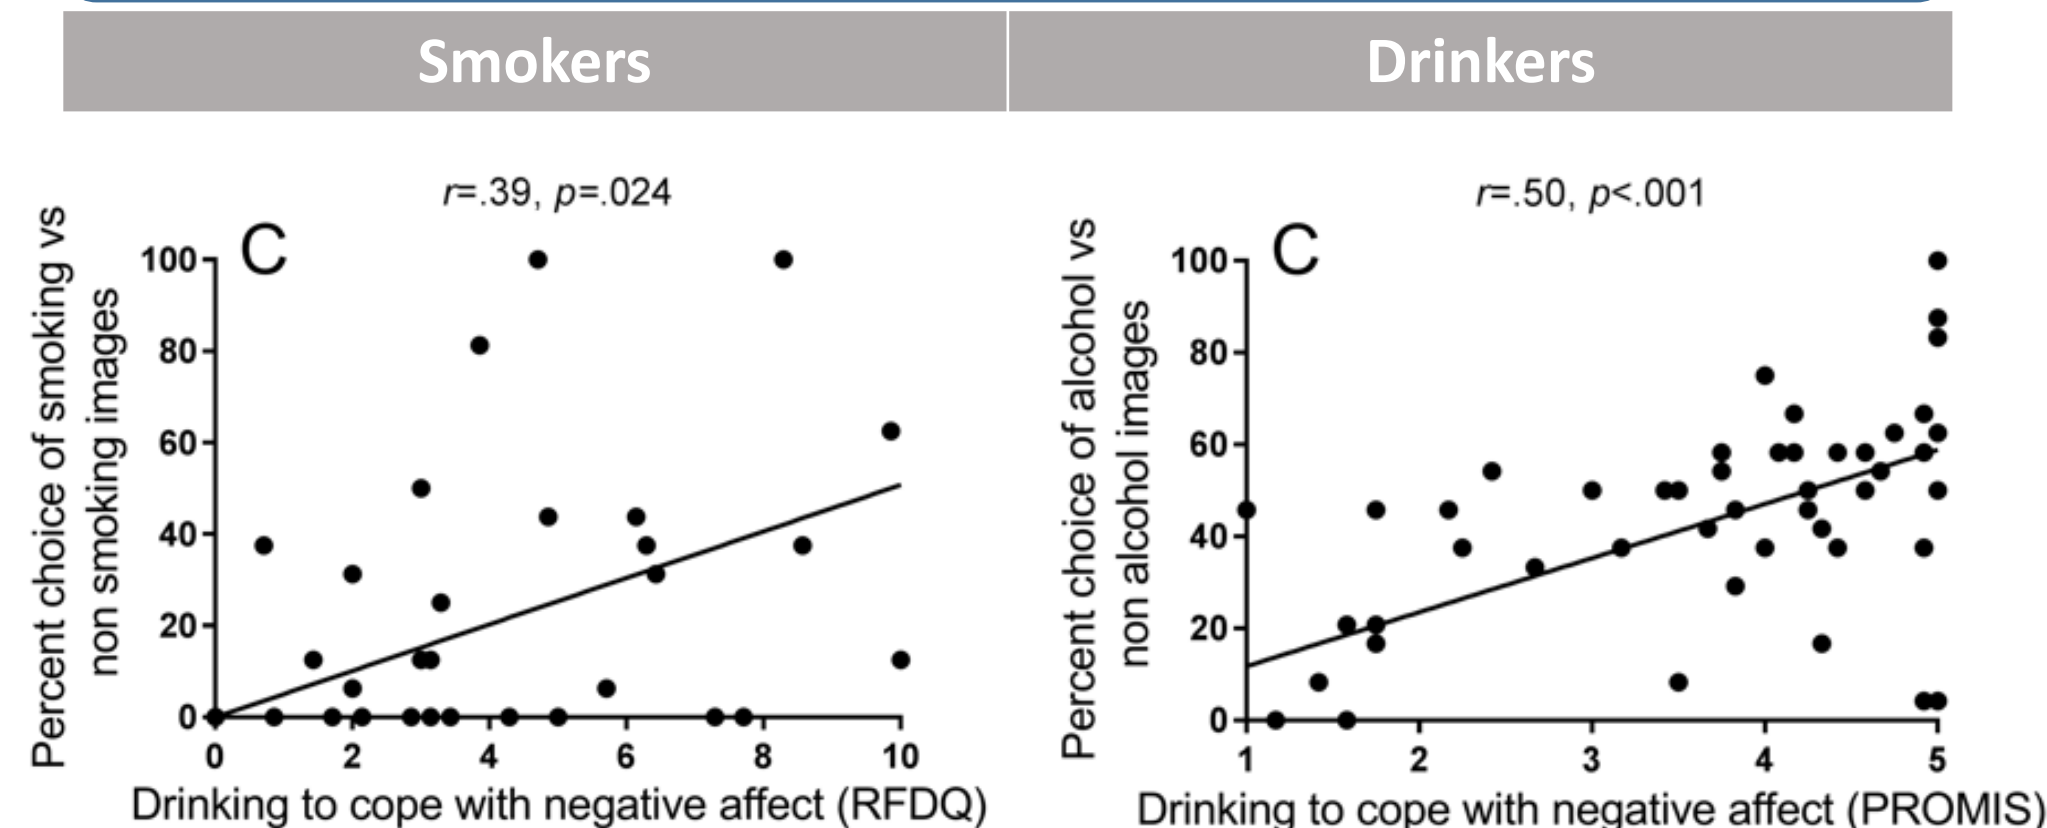 Smokers
Drinkers
r=.39, p=.024
C
Percent choice of smoking vs
non smoking images
100
80
60
40
20
0
0 2 4 6 8 10
Drinking to cope with negative affect (RFDQ)
r=.50, p<.001
C
Percent choice of alcohol vs
non alcohol images
100
80
60
40
20
0
1 2 3 4 5
Drinking to cope with negative affect (PROMIS)